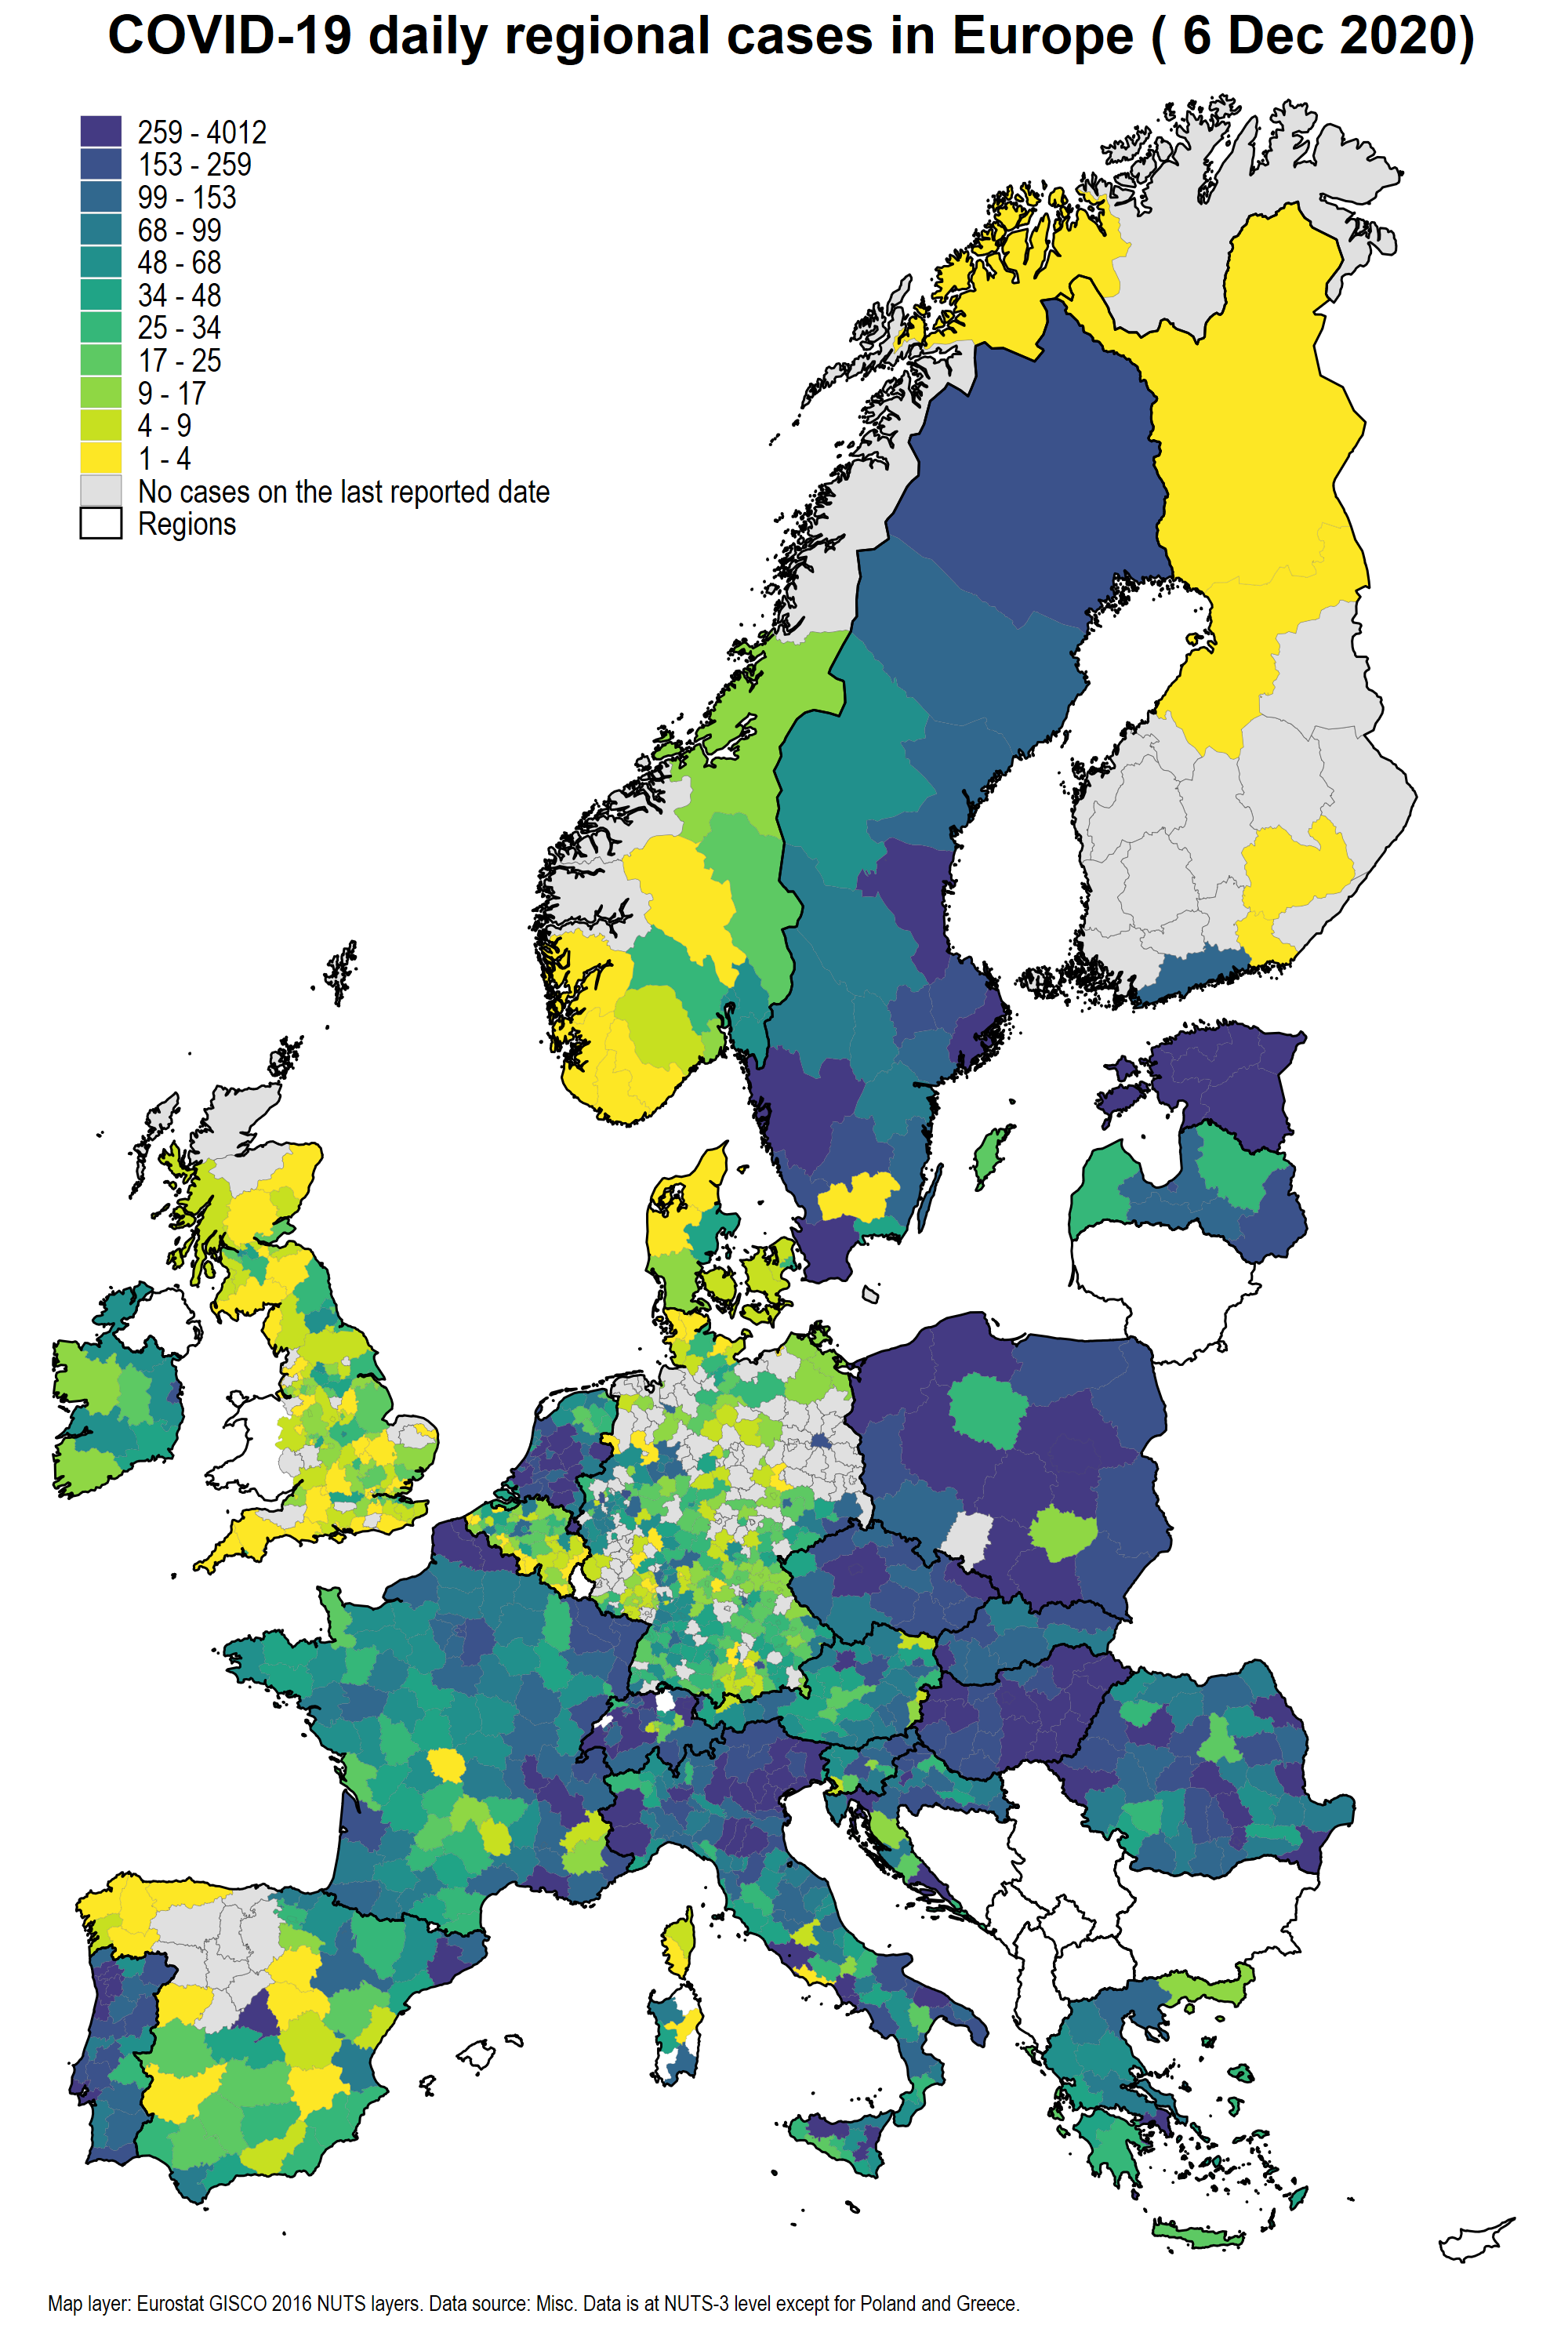 COVID-19 daily regional cases in Europe ( 6 Dec 2020)
259 - 4012
153 - 259
99 - 153
68 - 99
48 - 68
34 - 48
25 - 34
17 - 25
9 - 17
4 - 9
1 - 4
No cases on the last reported date
Regions
Map layer: Eurostat GISCO 2016 NUTS layers. Data source: Misc. Data is at NUTS-3 level except for Poland and Greece.